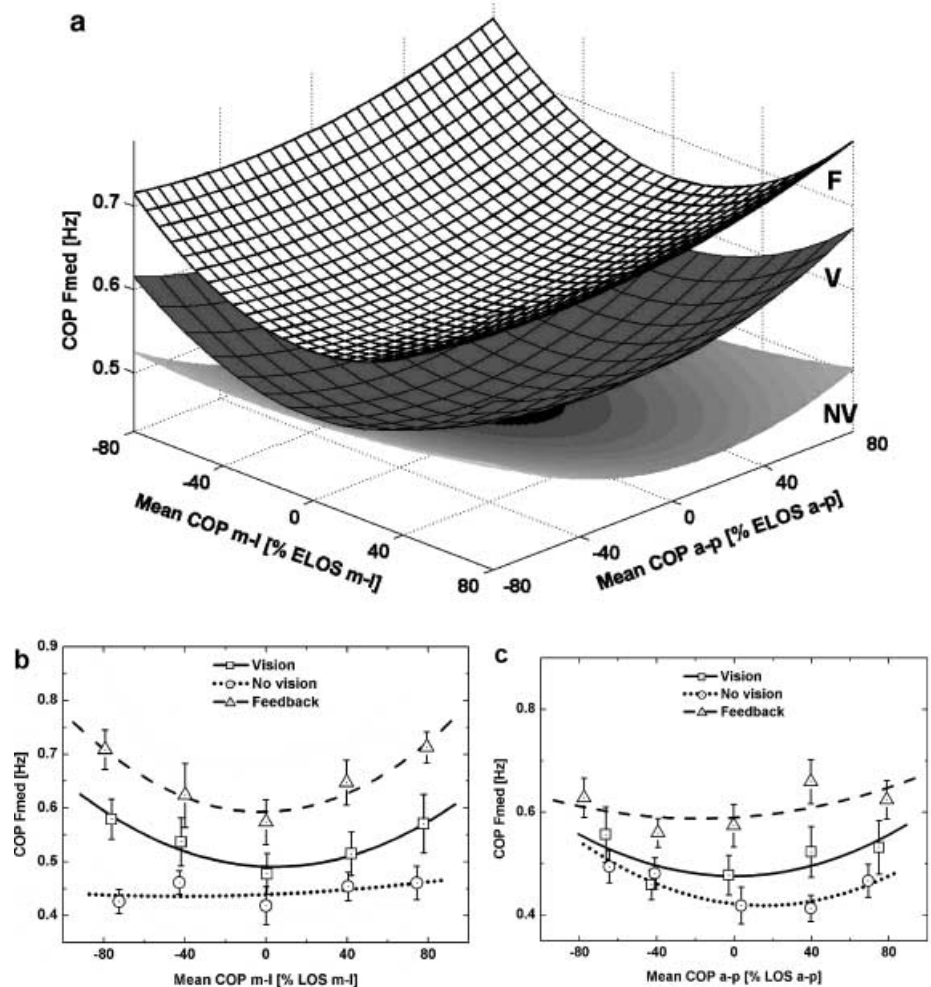 a
F
V
NV
COP Fmed [Hz]
0.7
0.6
0.5
-80
-40
0
40
80
Mean COP m-l [% ELOS m-l]
-80
-40
0
40
80
Mean COP a-p [% ELOS a-p]
b
Vision
No vision
Feedback
COP Fmed [Hz]
0.9
0.8
0.7
0.6
0.5
0.4
-80 -40 0 40 80
Mean COP m-l [% LOS m-l]
c
Vision
No vision
Feedback
COP Fmed [Hz]
0.8
0.6
0.4
-80 -40 0 40 80
Mean COP a-p [% LOS a-p]